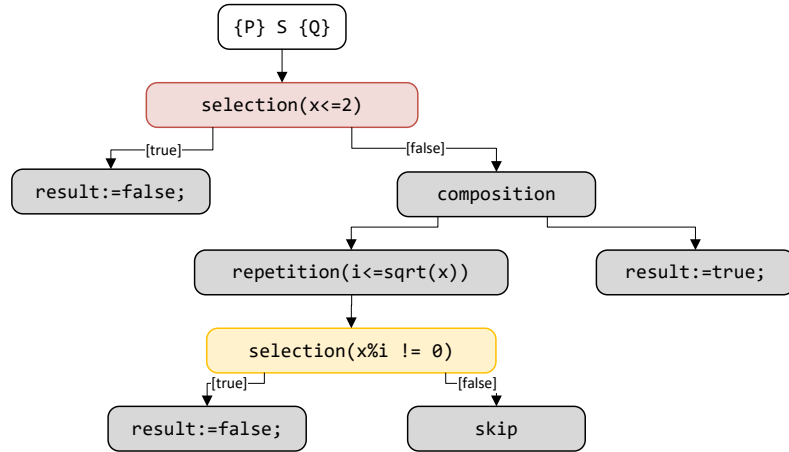 {P} S {Q}
selection(x<=2)
[true]
[false]
result:=false;
composition
repetition(i<=sqrt(x))
result:=true;
selection(x%i != 0)
[true]
[false]
result:=false;
skip